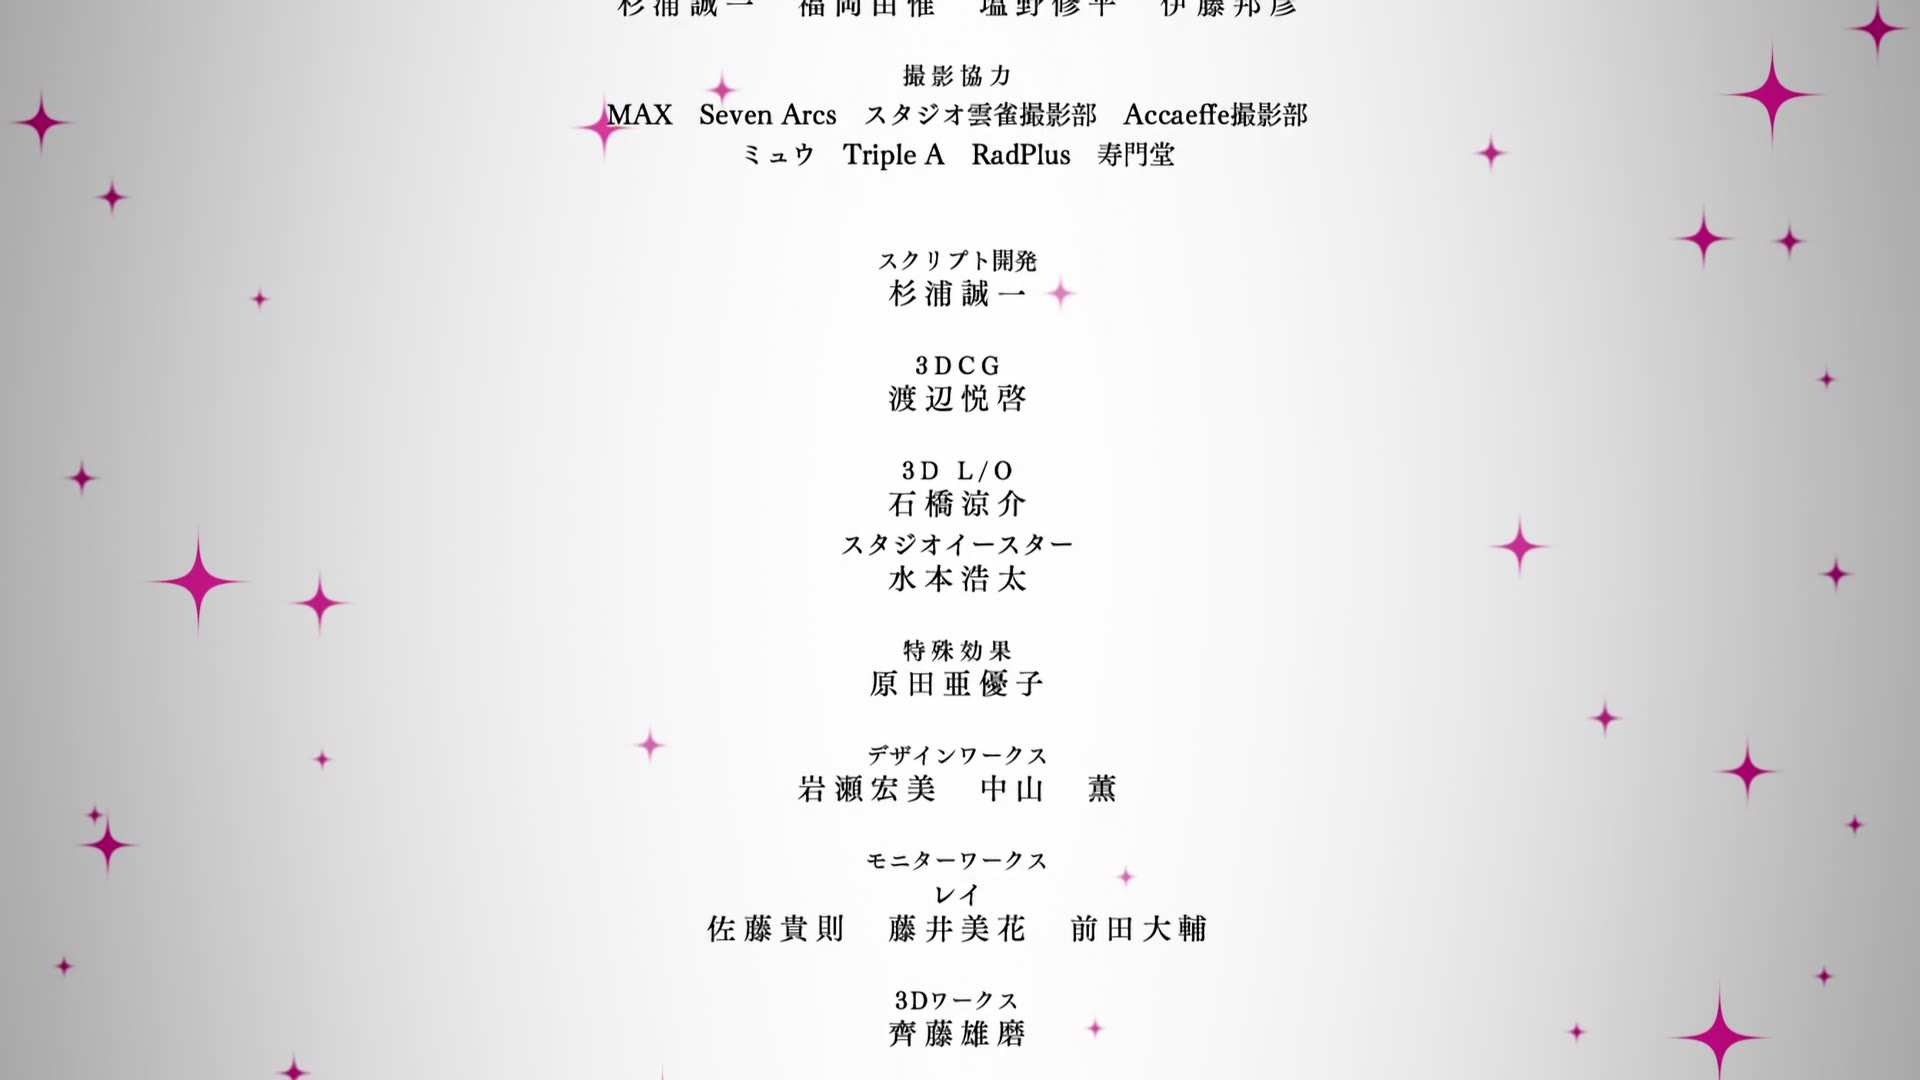 杉浦誠一　福岡由惟　塩野修平　伊藤邦彦
撮影協力
MAX　Seven Arcs　スタジオ雲雀撮影部　Accaeffe撮影部
ミュウ　Triple A　RadPlus　寿門堂
スクリプト開発
杉浦誠一
3DCG
渡辺悦啓
3D L/O
石橋涼介
スタジオイースター
水本浩太
特殊効果
原田亜優子
デザインワークス
岩瀬宏美　中山　薫
モニターワークス
レイ
佐藤貴則　藤井美花　前田大輔
3Dワークス
齊藤雄磨